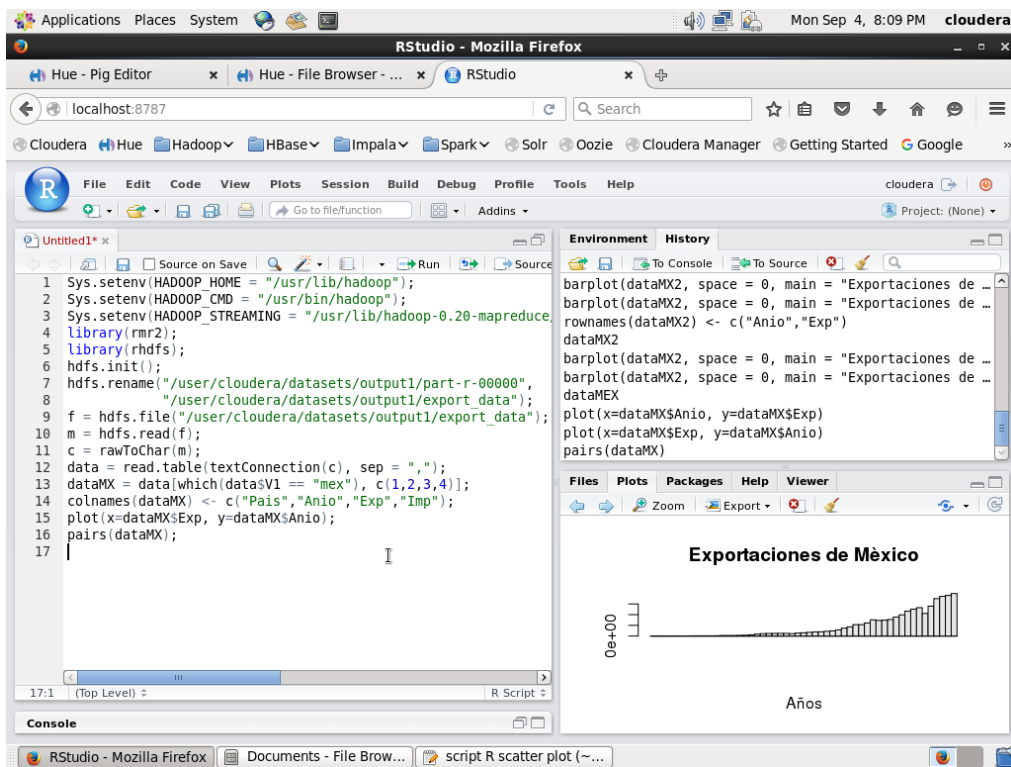 Applications Places System Mon Sep 4, 8:09 PM cloudera
RStudio - Mozilla Firefox
Hue - Pig Editor × Hue - File Browser - ... × RStudio ×
localhost:8787 Search
Cloudera Hue Hadoop HBase Impala Spark Solr Oozie Cloudera Manager Getting Started Google »
R File Edit Code View Plots Session Build Debug Profile Tools Help cloudera
Go to file/function Addins Project: (None)
Untitled1* ×
Source on Save Run Source
1 Sys.setenv(HADOOP_HOME = "/usr/lib/hadoop");
2 Sys.setenv(HADOOP_CMD = "/usr/bin/hadoop");
3 Sys.setenv(HADOOP_STREAMING = "/usr/lib/hadoop-0.20-mapreduce/
4 library(rmr2);
5 library(rhdfs);
6 hdfs.init();
7 hdfs.rename("/user/cloudera/datasets/output1/part-r-00000",
8 "/user/cloudera/datasets/output1/export_data");
9 f = hdfs.file("/user/cloudera/datasets/output1/export_data");
10 m = hdfs.read(f);
11 c = rawToChar(m);
12 data = read.table(textConnection(c), sep = ",");
13 dataMX = data[which(data$V1 == "mex"), c(1,2,3,4)];
14 colnames(dataMX) <- c("Pais","Anio","Exp","Imp");
15 plot(x=dataMX$Exp, y=dataMX$Anio);
16 pairs(dataMX);
17
17:1 (Top Level) R Script
Console
Environment History
To Console To Source
barplot(dataMX2, space = 0, main = "Exportaciones de …
rownames(dataMX2) <- c("Anio","Exp")
dataMX2
barplot(dataMX2, space = 0, main = "Exportaciones de …
barplot(dataMX2, space = 0, main = "Exportaciones de …
dataMEX
plot(x=dataMX$Anio, y=dataMX$Exp)
plot(x=dataMX$Exp, y=dataMX$Anio)
pairs(dataMX)
Files Plots Packages Help Viewer
Zoom Export
Exportaciones de Mèxico
0e+00
Años
RStudio - Mozilla Firefox Documents - File Brow... script R scatter plot (~...